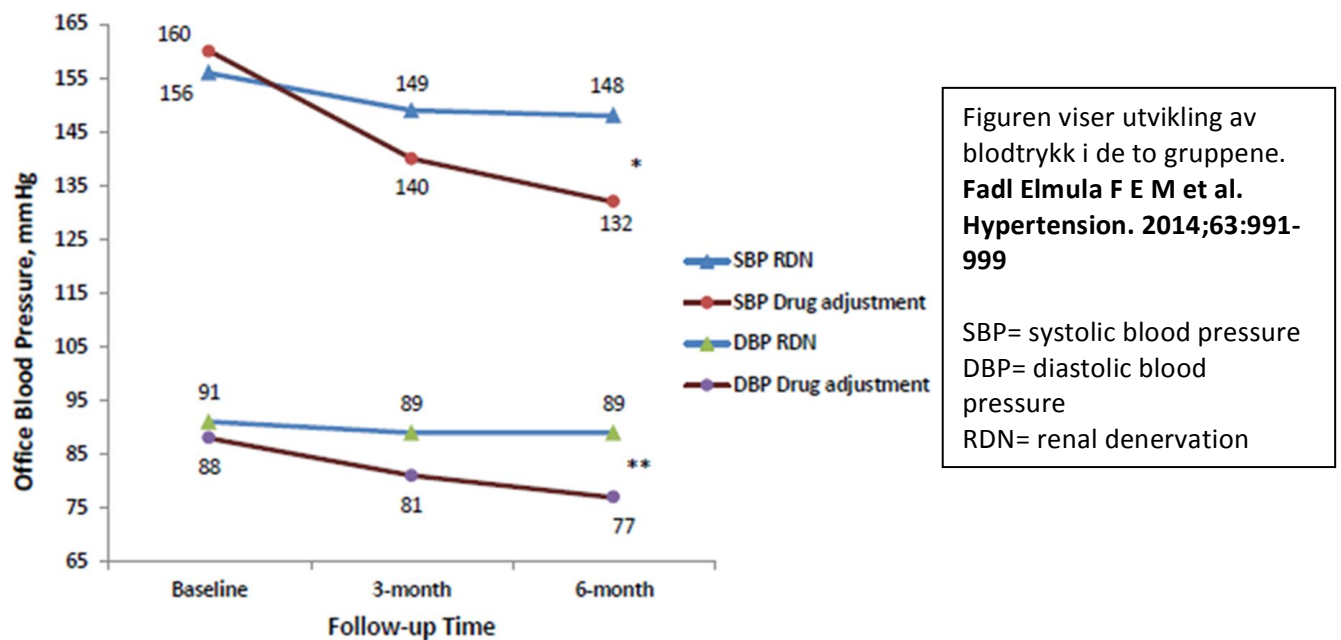 165
155
145
135
125
115
105
95
85
75
65
Office Blood Pressure, mmHg
160
156
149
148
140
132
*
91
89
89
88
81
77
**
Baseline
3-month
6-month
Follow-up Time
SBP RDN
SBP Drug adjustment
DBP RDN
DBP Drug adjustment
Figuren viser utvikling av
blodtrykk i de to gruppene.
Fadl Elmula F E M et al.
Hypertension. 2014;63:991-
999
SBP= systolic blood pressure
DBP= diastolic blood
pressure
RDN= renal denervation